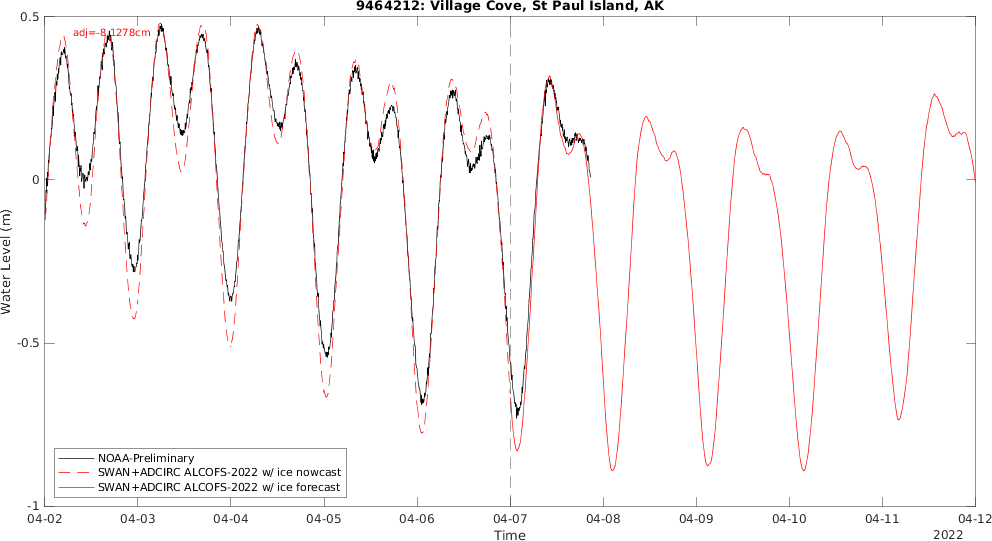 9464212: Village Cove, St Paul Island, AK
adj=-8.1278cm
0.5
0
-0.5
-1
Water Level (m)
NOAA-Preliminary
SWAN+ADCIRC ALCOFS-2022 w/ ice nowcast
SWAN+ADCIRC ALCOFS-2022 w/ ice forecast
04-02 04-03 04-04 04-05 04-06 04-07 04-08 04-09 04-10 04-11 04-12
Time
2022